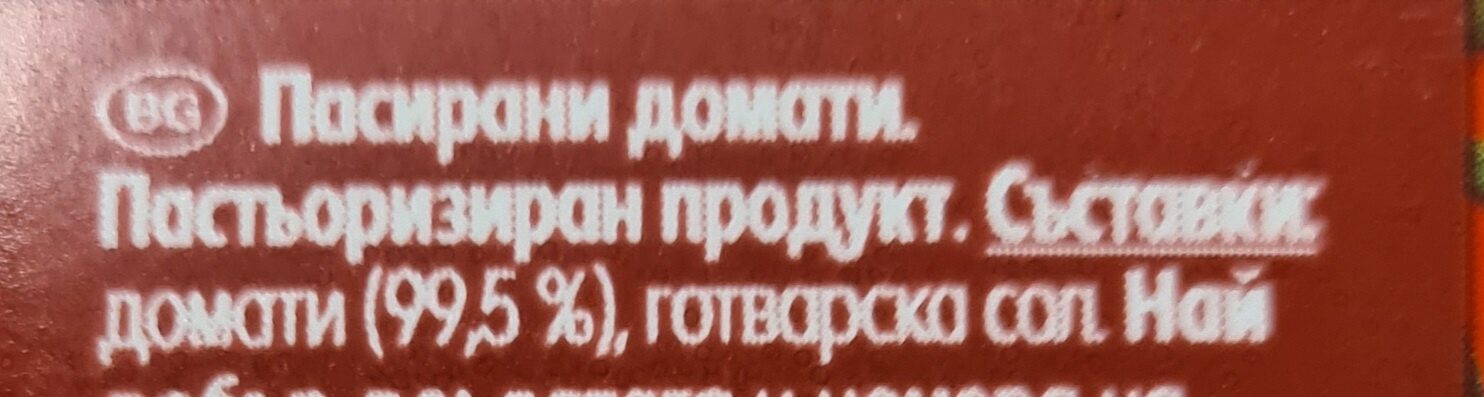 BG Пасирани домати.
Пастьоризиран продукт. Съставки:
домати (99,5 %), готварска сол. Най